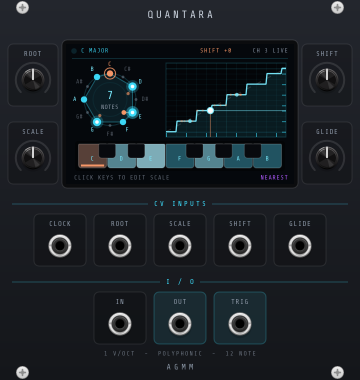 QUANTARA
ROOT
SHIFT
SCALE
GLIDE
C MAJOR SHIFT +0 CH 3 LIVE
C
B
C#
A#
D
A
D#
G#
E
G
F
F#
7
NOTES
C D E F G A B
CLICK KEYS TO EDIT SCALE NEAREST
CV INPUTS
CLOCK ROOT SCALE SHIFT GLIDE
I / O
IN OUT TRIG
1 V/OCT - POLYPHONIC - 12 NOTE
AGMM